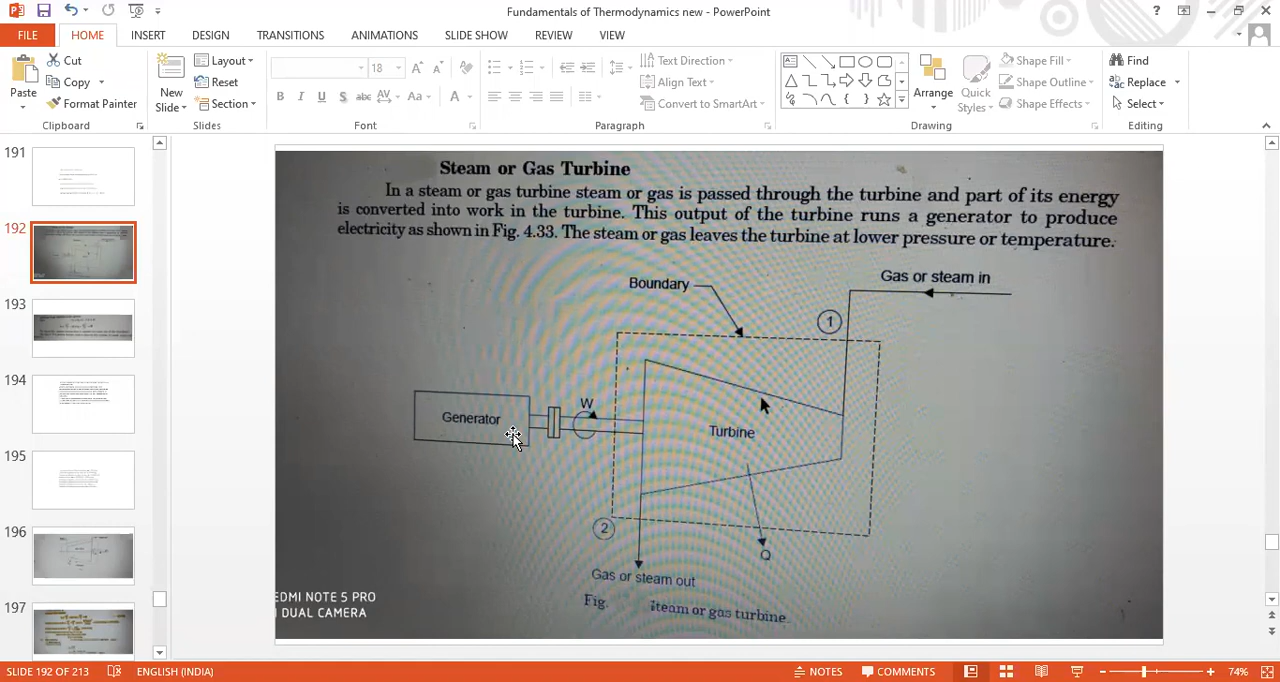 Fundamentals of Thermodynamics new - PowerPoint
FILE HOME INSERT DESIGN TRANSITIONS ANIMATIONS SLIDE SHOW REVIEW VIEW
Paste
Cut
Copy
Format Painter
Clipboard
New Slide
Layout
Reset
Section
Slides
18
B I U S abc AV Aa A
Font
Text Direction
Align Text
Convert to SmartArt
Paragraph
Arrange
Quick Styles
Shape Fill
Shape Outline
Shape Effects
Drawing
Find
Replace
Select
Editing
191
192
193
194
195
196
197
Steam or Gas Turbine
In a steam or gas turbine steam or gas is passed through the turbine and part of its energy
is converted into work in the turbine. This output of the turbine runs a generator to produce
electricity as shown in Fig. 4.33. The steam or gas leaves the turbine at lower pressure or temperature.
Gas or steam in
Boundary
1
W
Generator
Turbine
2
Q
Gas or steam out
Fig. steam or gas turbine
EDMI NOTE 5 PRO
I DUAL CAMERA
SLIDE 192 OF 213 ENGLISH (INDIA) NOTES COMMENTS 74%